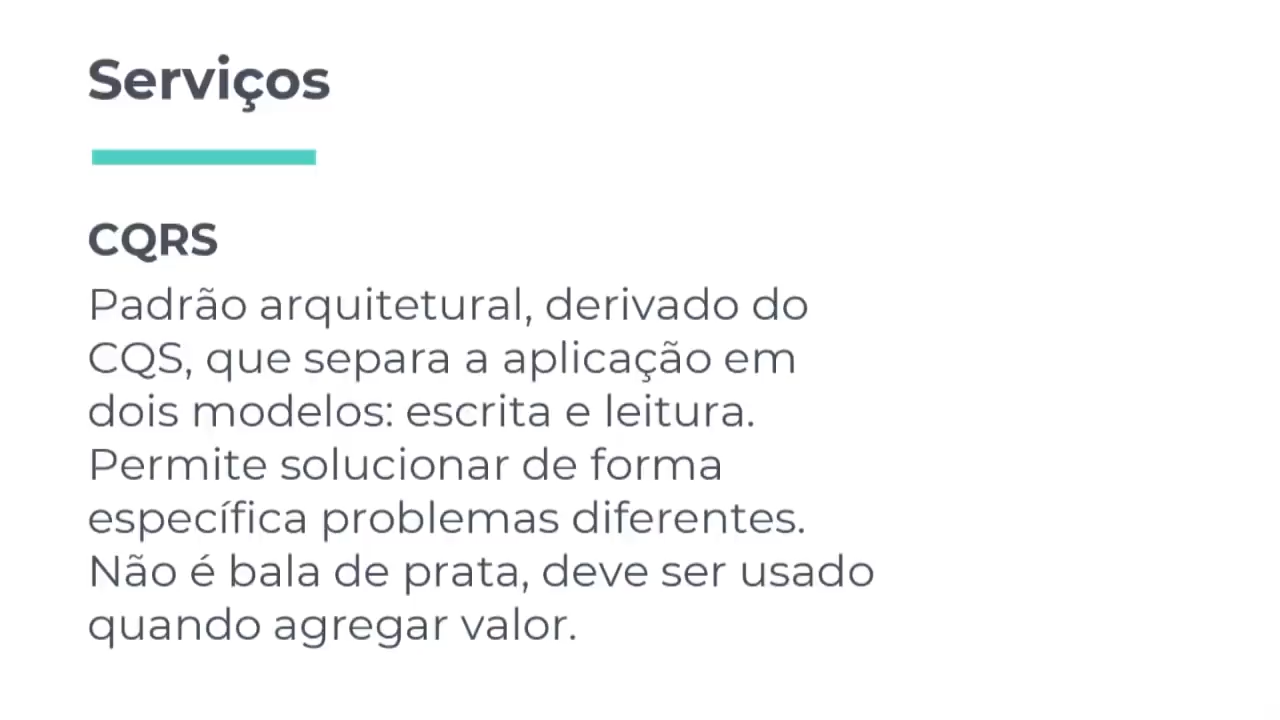 Serviços
CQRS
Padrão arquitetural, derivado do
CQS, que separa a aplicação em
dois modelos: escrita e leitura.
Permite solucionar de forma
específica problemas diferentes.
Não é bala de prata, deve ser usado
quando agregar valor.